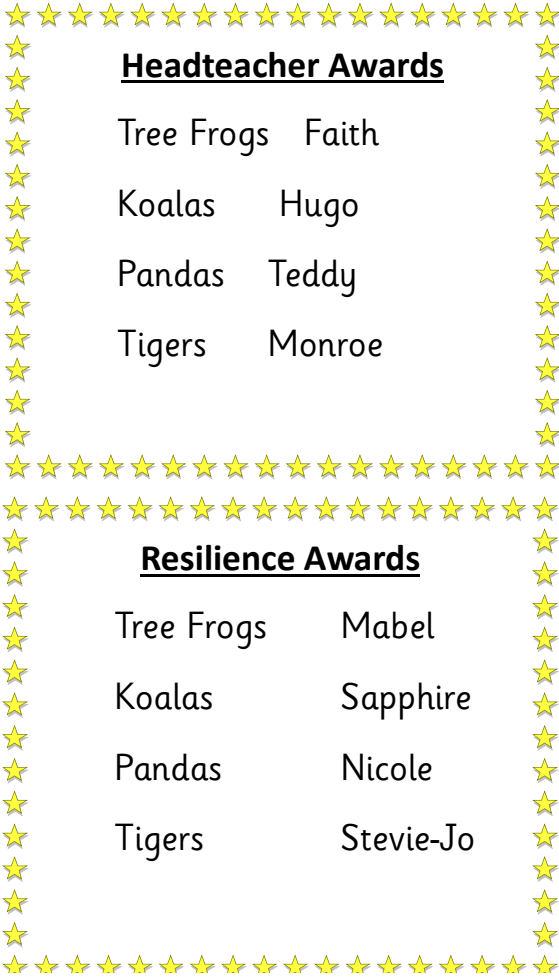 Headteacher Awards
Tree Frogs Faith
Koalas Hugo
Pandas Teddy
Tigers Monroe
Resilience Awards
Tree Frogs Mabel
Koalas Sapphire
Pandas Nicole
Tigers Stevie-Jo